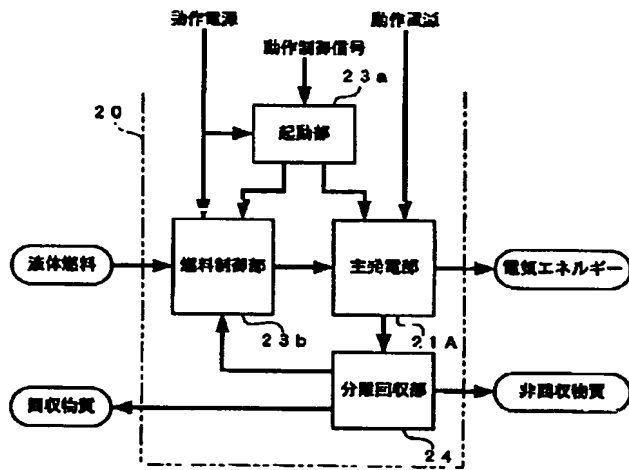 動作電源
動作電源
動作制御信号
23a
20
起動部
液体燃料
燃料制御部
主発電部
電気エネルギー
23b
21A
回収物質
分離回収部
非回収物質
24